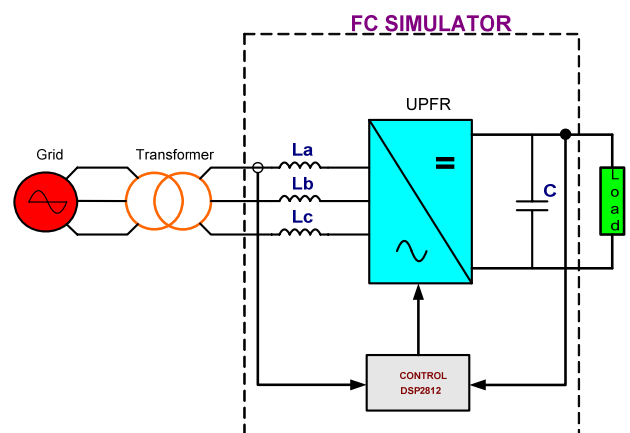 FC SIMULATOR
UPFR
Grid
Transformer
La
Lb
Lc
C
Load
CONTROL
DSP2812